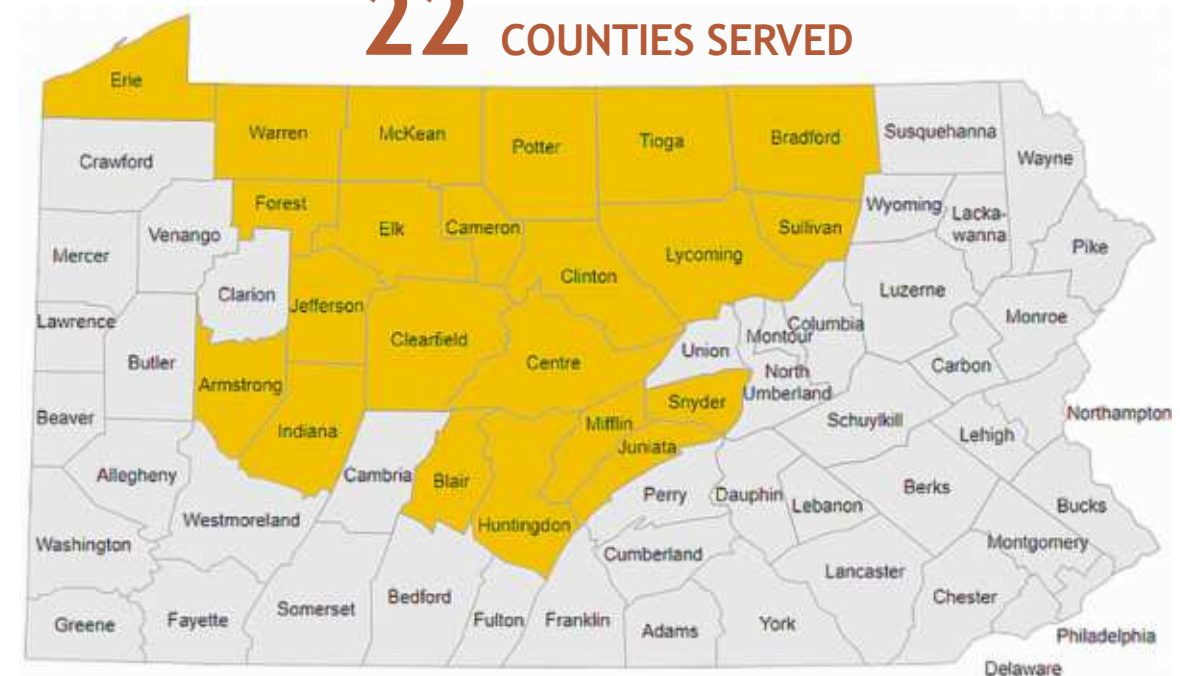 22 COUNTIES SERVED
Erie
Warren
McKean
Potter
Tioga
Bradford
Susquehanna
Wayne
Crawford
Forest
Elk
Cameron
Sullivan
Wyoming
Lacka-
wanna
Pike
Mercer
Venango
Clarion
Jefferson
Clinton
Lycoming
Luzerne
Monroe
Lawrence
Butler
Clearfield
Centre
Union
Montour
Columbia
Carbon
Beaver
Armstrong
Indiana
Mifflin
Snyder
North
Umberland
Schuylkill
Lehigh
Northampton
Allegheny
Cambria
Blair
Juniata
Perry
Dauphin
Lebanon
Berks
Bucks
Westmoreland
Huntingdon
Washington
Cumberland
Montgomery
Lancaster
Greene
Fayette
Somerset
Bedford
Fulton
Franklin
Adams
York
Chester
Philadelphia
Delaware